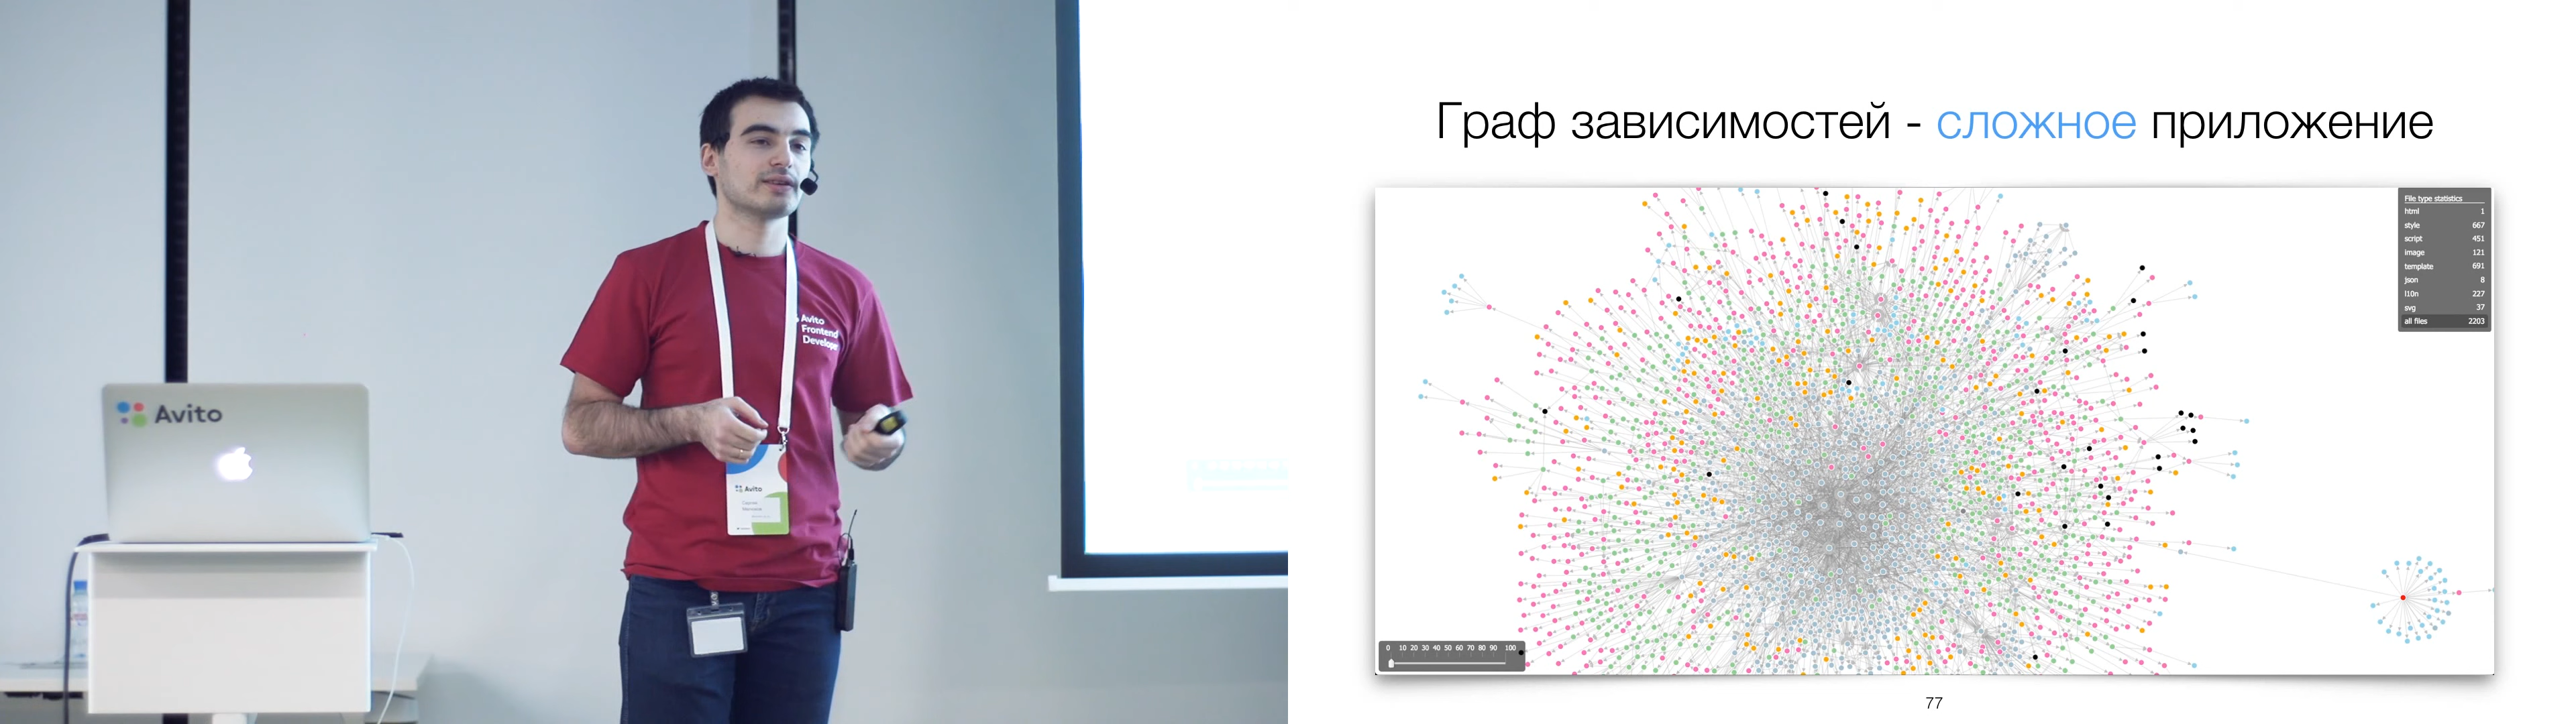 Avito
Avito
Frontend
Developer
Avito
Граф зависимостей - сложное приложение
File type statistics
html 1
style 667
script 451
image 121
template 691
json 8
l10n 227
svg 37
all files 2203
0 10 20 30 40 50 60 70 80 90 100
77